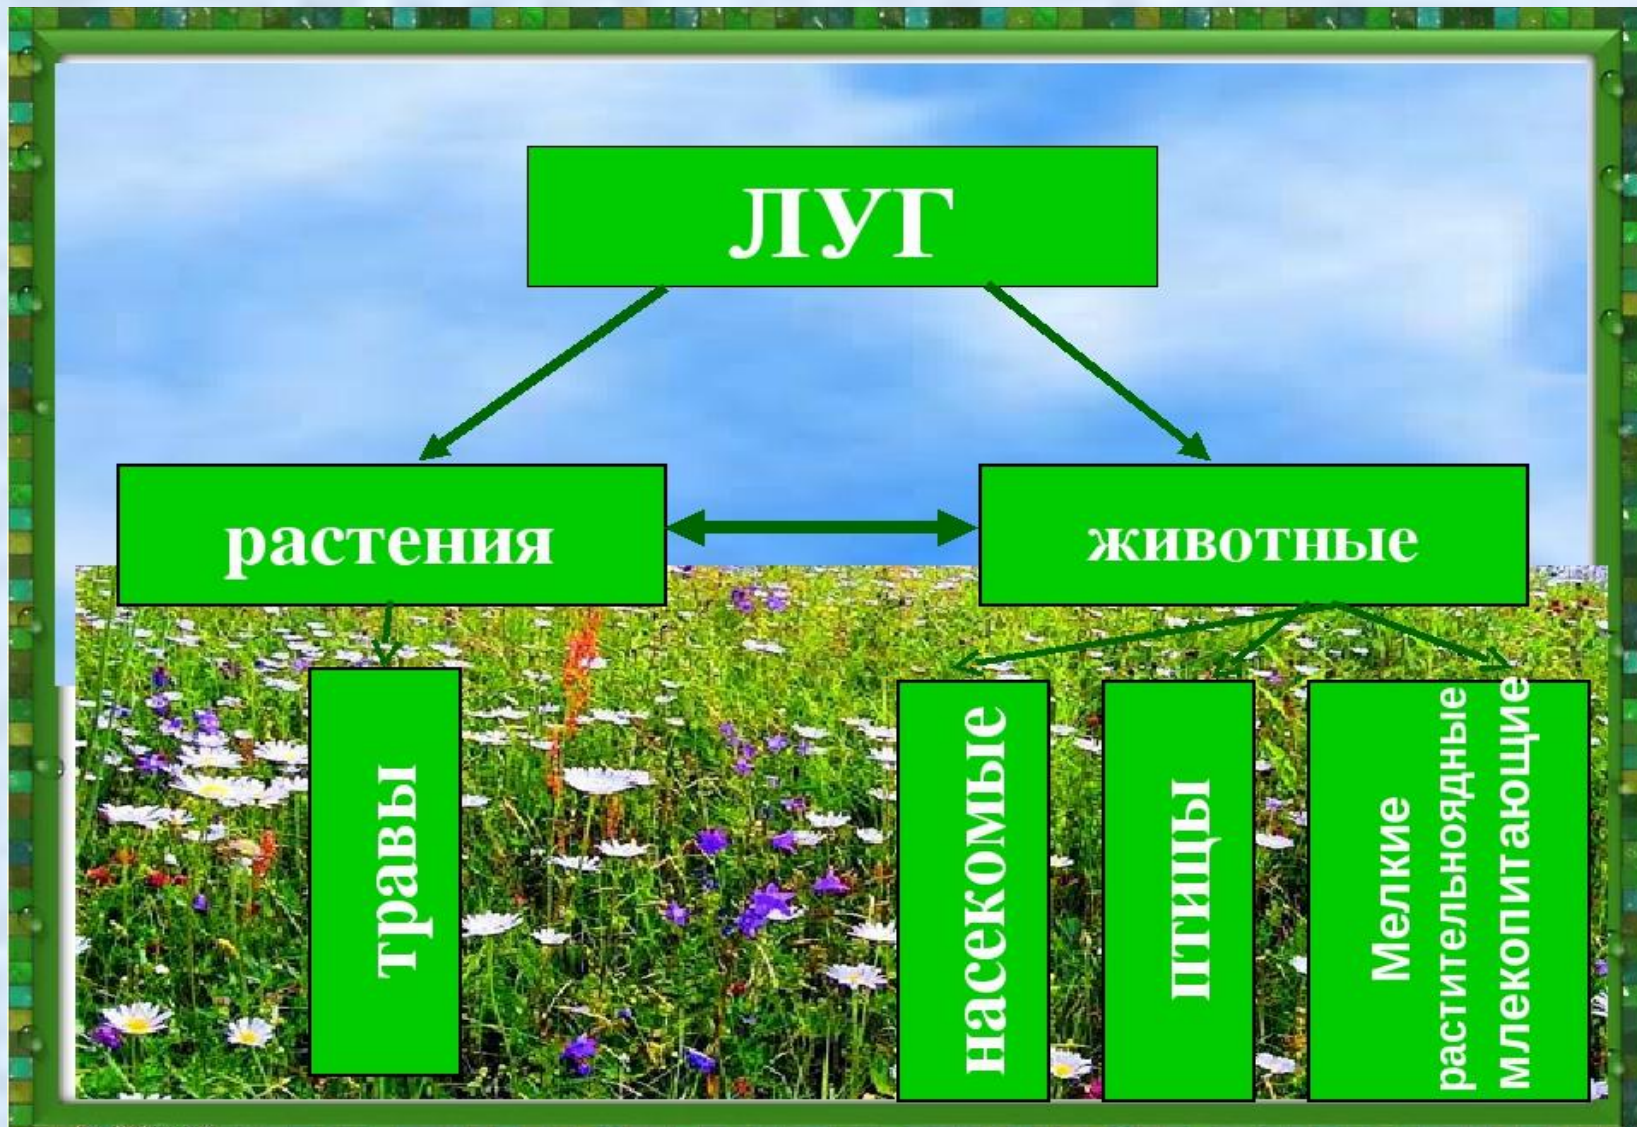 ЛУГ
растения
животные
травы
насекомые
птицы
Мелкие
растительноядные
млекопитающие